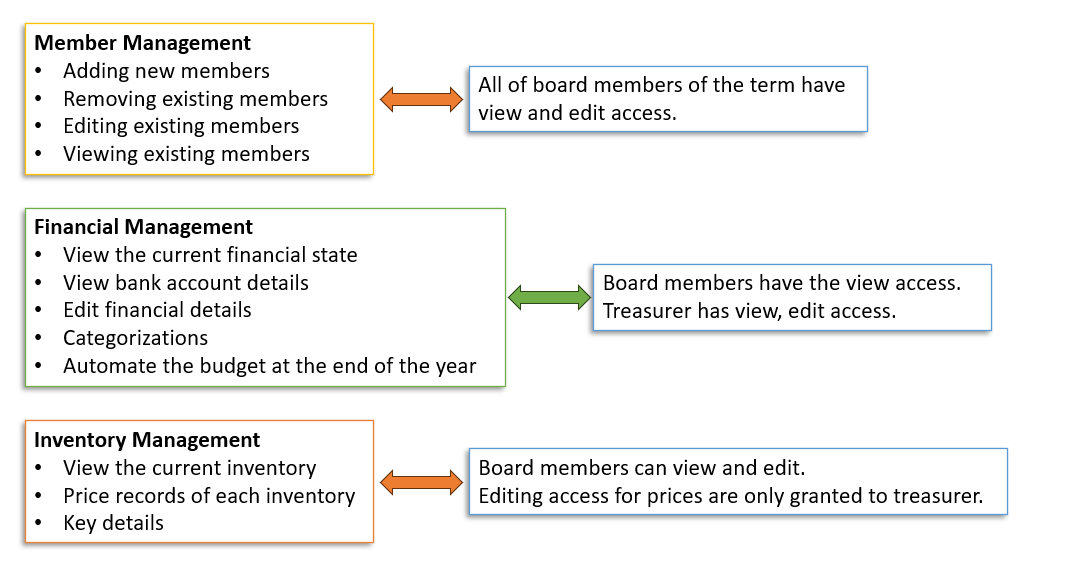 Member Management
• Adding new members
• Removing existing members
• Editing existing members
• Viewing existing members
All of board members of the term have
view and edit access.
Financial Management
• View the current financial state
• View bank account details
• Edit financial details
• Categorizations
• Automate the budget at the end of the year
Board members have the view access.
Treasurer has view, edit access.
Inventory Management
• View the current inventory
• Price records of each inventory
• Key details
Board members can view and edit.
Editing access for prices are only granted to treasurer.